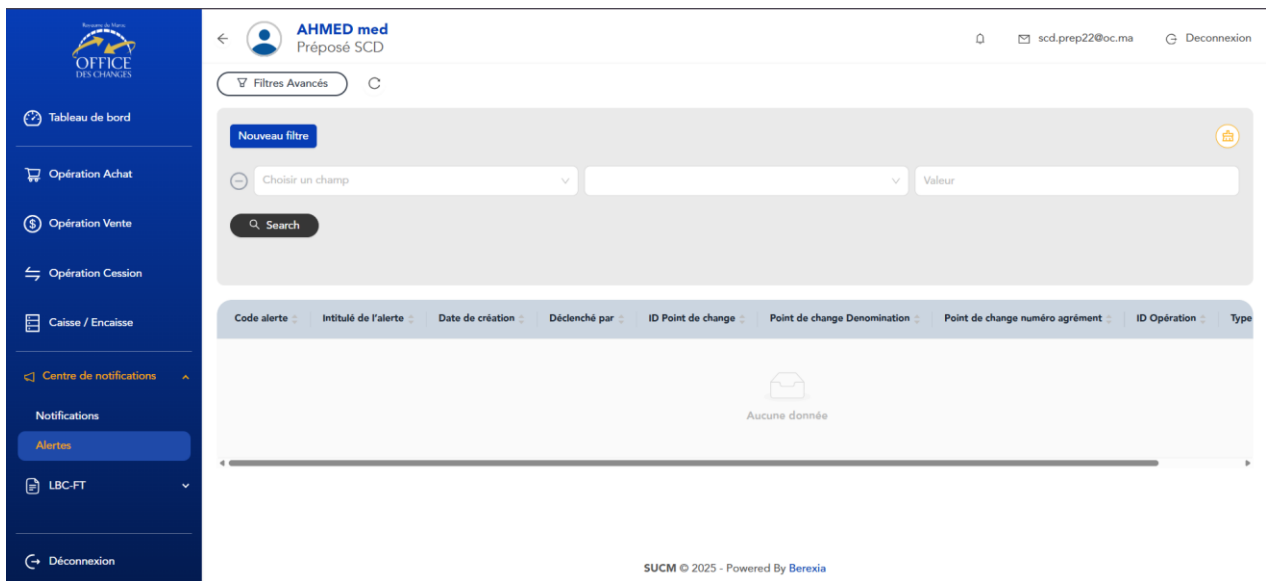 Royaume du Maroc
OFFICE
DES CHANGES
Tableau de bord
Opération Achat
Opération Vente
Opération Cession
Caisse / Encaisse
Centre de notifications
Notifications
Alertes
LBC-FT
Déconnexion
AHMED med
Préposé SCD
scd.prep22@oc.ma
Deconnexion
Filtres Avancés
Nouveau filtre
Choisir un champ
Valeur
Search
Code alerte
Intitulé de l'alerte
Date de création
Déclenché par
ID Point de change
Point de change Denomination
Point de change numéro agrément
ID Opération
Type
Aucune donnée
SUCM © 2025 - Powered By Berexia